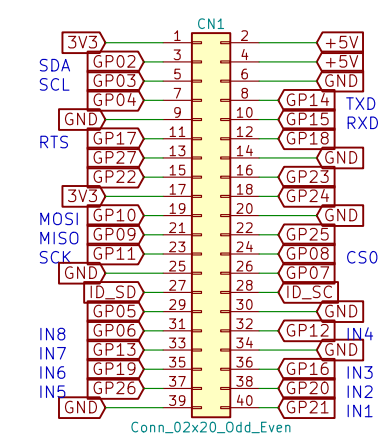 CN1
3V3 1 2 +5V
SDA GP02 3 4 +5V
SCL GP03 5 6 GND
GP04 7 8 GP14 TXD
GND 9 10 GP15 RXD
RTS GP17 11 12 GP18
GP27 13 14 GND
GP22 15 16 GP23
3V3 17 18 GP24
MOSI GP10 19 20 GND
MISO GP09 21 22 GP25
SCK GP11 23 24 GP08 CS0
GND 25 26 GP07
ID_SD 27 28 ID_SC
GP05 29 30 GND
IN8 GP06 31 32 GP12 IN4
IN7 GP13 33 34 GND
IN6 GP19 35 36 GP16 IN3
IN5 GP26 37 38 GP20 IN2
GND 39 40 GP21 IN1
Conn_02x20_Odd_Even